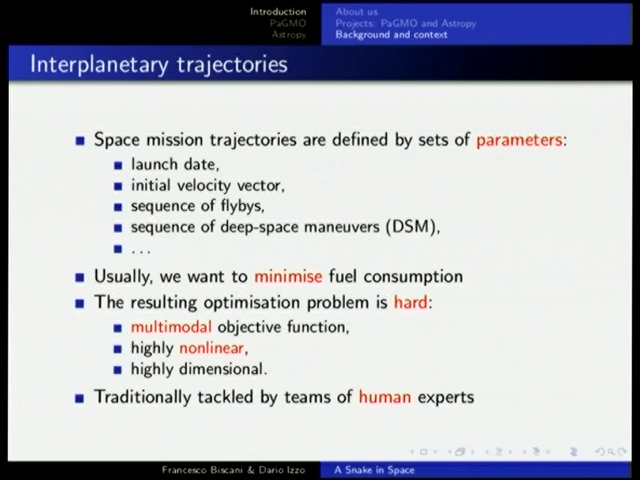 Introduction
PaGMO
Astropy
About us
Projects: PaGMO and Astropy
Background and context
Interplanetary trajectories
Space mission trajectories are defined by sets of parameters:
launch date,
initial velocity vector,
sequence of flybys,
sequence of deep-space maneuvers (DSM),
...
Usually, we want to minimise fuel consumption
The resulting optimisation problem is hard:
multimodal objective function,
highly nonlinear,
highly dimensional.
Traditionally tackled by teams of human experts
Francesco Biscani & Dario Izzo
A Snake in Space